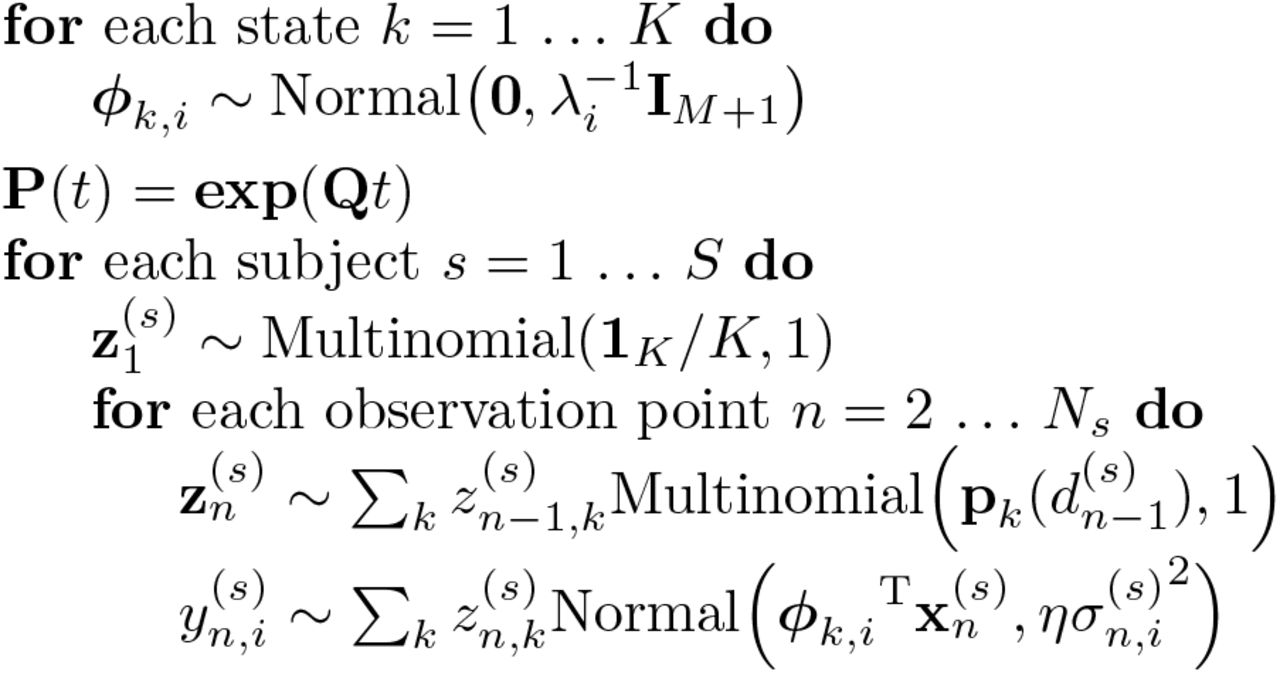 for each state k = 1 … K do
ϕ_{k,i} ∼ Normal(0, λ_i^{−1} I_{M+1})
P(t) = exp(Qt)
for each subject s = 1 … S do
z_1^{(s)} ∼ Multinomial(1_K/K, 1)
for each observation point n = 2 … N_s do
z_n^{(s)} ∼ ∑_k z_{n−1,k}^{(s)} Multinomial(p_k(d_{n−1}^{(s)}), 1)
y_{n,i}^{(s)} ∼ ∑_k z_{n,k}^{(s)} Normal(ϕ_{k,i}^T x_n^{(s)}, ησ_{n,i}^{(s)2})